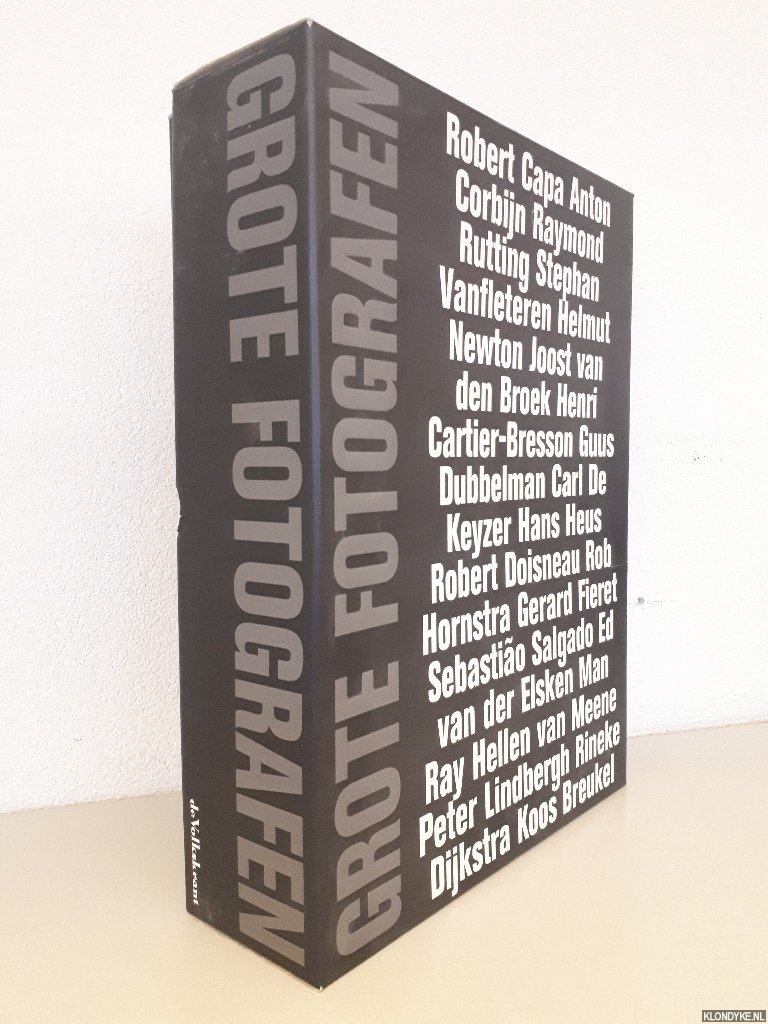 GROTE FOTOGRAFEN
de Volkskrant
GROTE FOTOGRAFEN
Robert Capa Anton
Corbijn Raymond
Rutting Stephan
Vanfleteren Helmut
Newton Joost van
den Broek Henri
Cartier-Bresson Guus
Dubbelman Carl De
Keyzer Hans Heus
Robert Doisneau Rob
Hornstra Gerard Fieret
Sebastião Salgado Ed
van der Elsken Man
Ray Hellen van Meene
Peter Lindbergh Rineke
Dijkstra Koos Breukel
KLONDYKE.NL